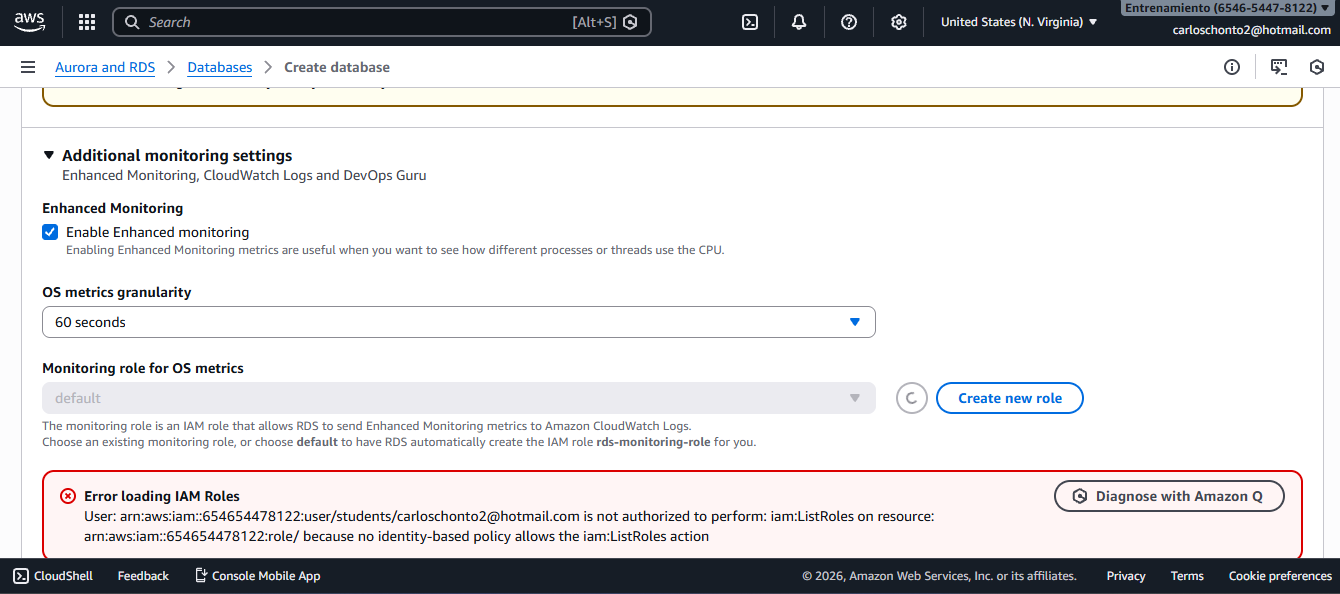 aws
Search
[Alt+S]
United States (N. Virginia)
Entrenamiento (6546-5447-8122)
carloschonto2@hotmail.com
Aurora and RDS
Databases
Create database
Additional monitoring settings
Enhanced Monitoring, CloudWatch Logs and DevOps Guru
Enhanced Monitoring
Enable Enhanced monitoring
Enabling Enhanced Monitoring metrics are useful when you want to see how different processes or threads use the CPU.
OS metrics granularity
60 seconds
Monitoring role for OS metrics
default
Create new role
The monitoring role is an IAM role that allows RDS to send Enhanced Monitoring metrics to Amazon CloudWatch Logs.
Choose an existing monitoring role, or choose default to have RDS automatically create the IAM role rds-monitoring-role for you.
Error loading IAM Roles
Diagnose with Amazon Q
User: arn:aws:iam::654654478122:user/students/carloschonto2@hotmail.com is not authorized to perform: iam:ListRoles on resource:
arn:aws:iam::654654478122:role/ because no identity-based policy allows the iam:ListRoles action
CloudShell
Feedback
Console Mobile App
© 2026, Amazon Web Services, Inc. or its affiliates.
Privacy
Terms
Cookie preferences